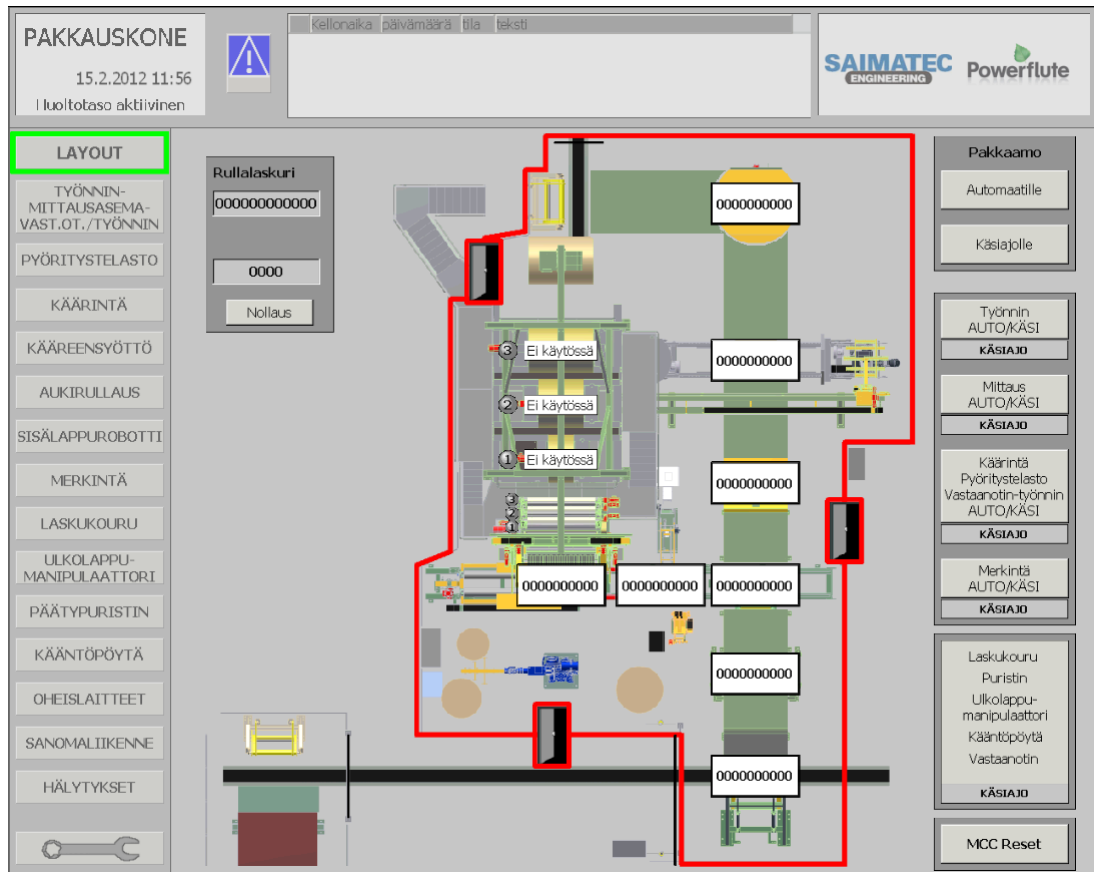 PAKKAUSKONE
15.2.2012 11:56
Huoltotaso aktiivinen
Kellonaika päivämäärä tila teksti
SAIMATEC
ENGINEERING
Powerflute
LAYOUT
TYÖNNIN-
MITTAUSASEMA-
VAST.OT./TYÖNNIN
PYÖRITYSTELASTO
KÄÄRINTÄ
KÄÄREENSYÖTTÖ
AUKIRULLAUS
SISÄLAPPUROBOTTI
MERKINTÄ
LASKUKOURU
ULKOLAPPU-
MANIPULAATTORI
PÄÄTYPURISTIN
KÄÄNTÖPÖYTÄ
OHEISLAITTEET
SANOMALIIKENNE
HÄLYTYKSET
Rullalaskuri
000000000000
0000
Nollaus
0000000000
3 Ei käytössä
0000000000
2 Ei käytössä
1 Ei käytössä
0000000000
3
2
1
0000000000
0000000000
0000000000
0000000000
0000000000
Pakkaamo
Automaatille
Käsiajolle
Työnnin
AUTO/KÄSI
KÄSIAJO
Mittaus
AUTO/KÄSI
KÄSIAJO
Käärintä
Pyöritystelasto
Vastaanotin-työnnin
AUTO/KÄSI
KÄSIAJO
Merkintä
AUTO/KÄSI
KÄSIAJO
Laskukouru
Puristin
Ulkolappu-
manipulaattori
Kääntöpöytä
Vastaanotin
KÄSIAJO
MCC Reset